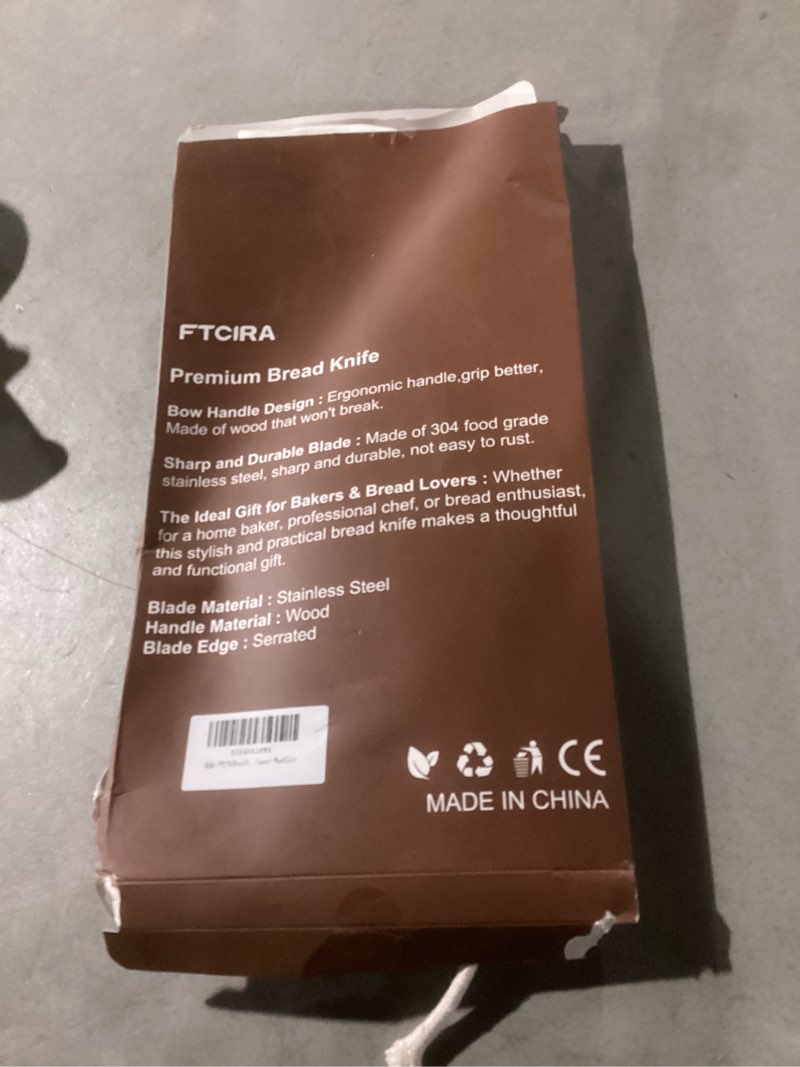 FTCIRA
Premium Bread Knife
Bow Handle Design : Ergonomic handle,grip better,
Made of wood that won't break.
Sharp and Durable Blade : Made of 304 food grade
stainless steel, sharp and durable, not easy to rust.
The Ideal Gift for Bakers & Bread Lovers : Whether
for a home baker, professional chef, or bread enthusiast,
this stylish and practical bread knife makes a thoughtful
and functional gift.
Blade Material : Stainless Steel
Handle Material : Wood
Blade Edge : Serrated
CE
MADE IN CHINA